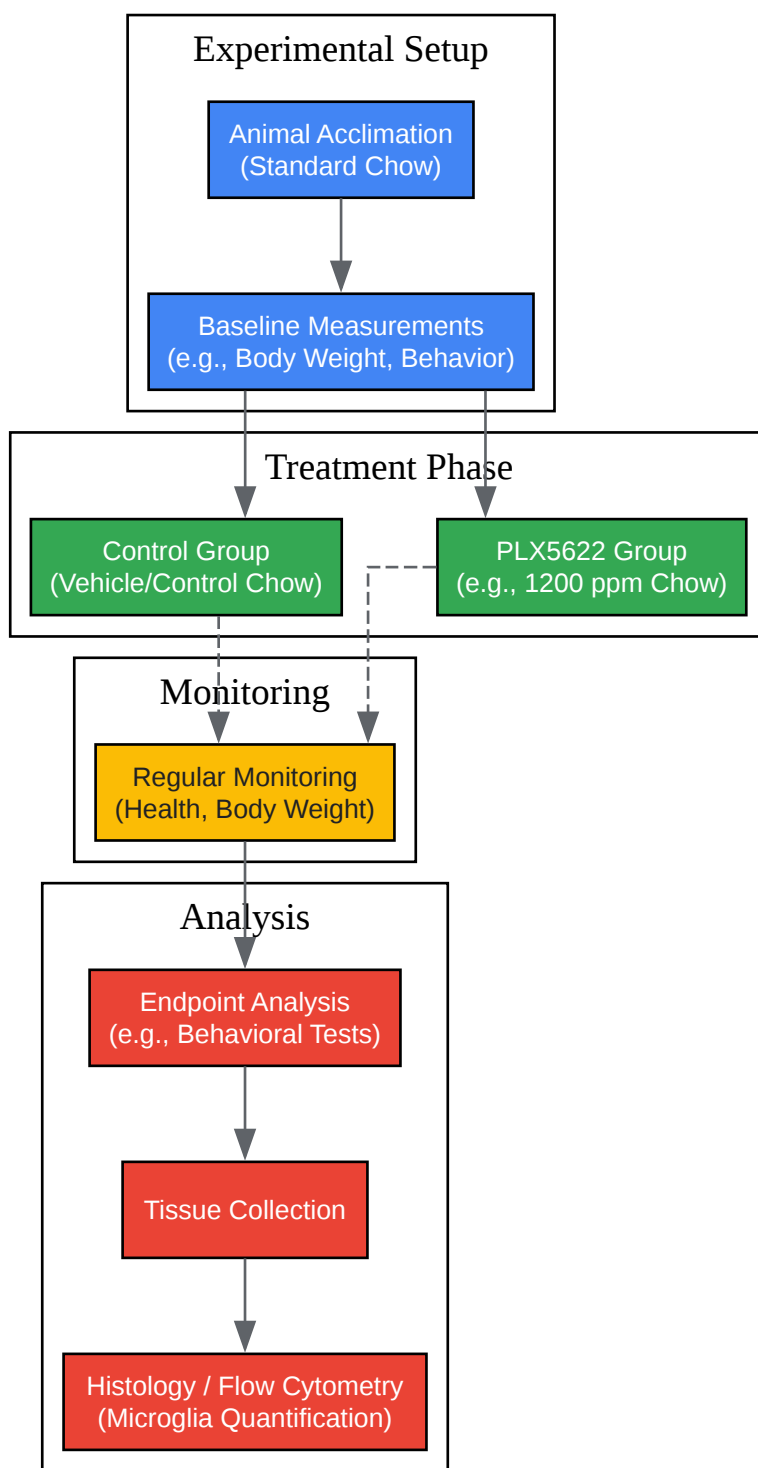 Experimental Setup
Animal Acclimation
(Standard Chow)
Baseline Measurements
(e.g., Body Weight, Behavior)
Treatment Phase
Control Group
(Vehicle/Control Chow)
PLX5622 Group
(e.g., 1200 ppm Chow)
Monitoring
Regular Monitoring
(Health, Body Weight)
Analysis
Endpoint Analysis
(e.g., Behavioral Tests)
Tissue Collection
Histology / Flow Cytometry
(Microglia Quantification)